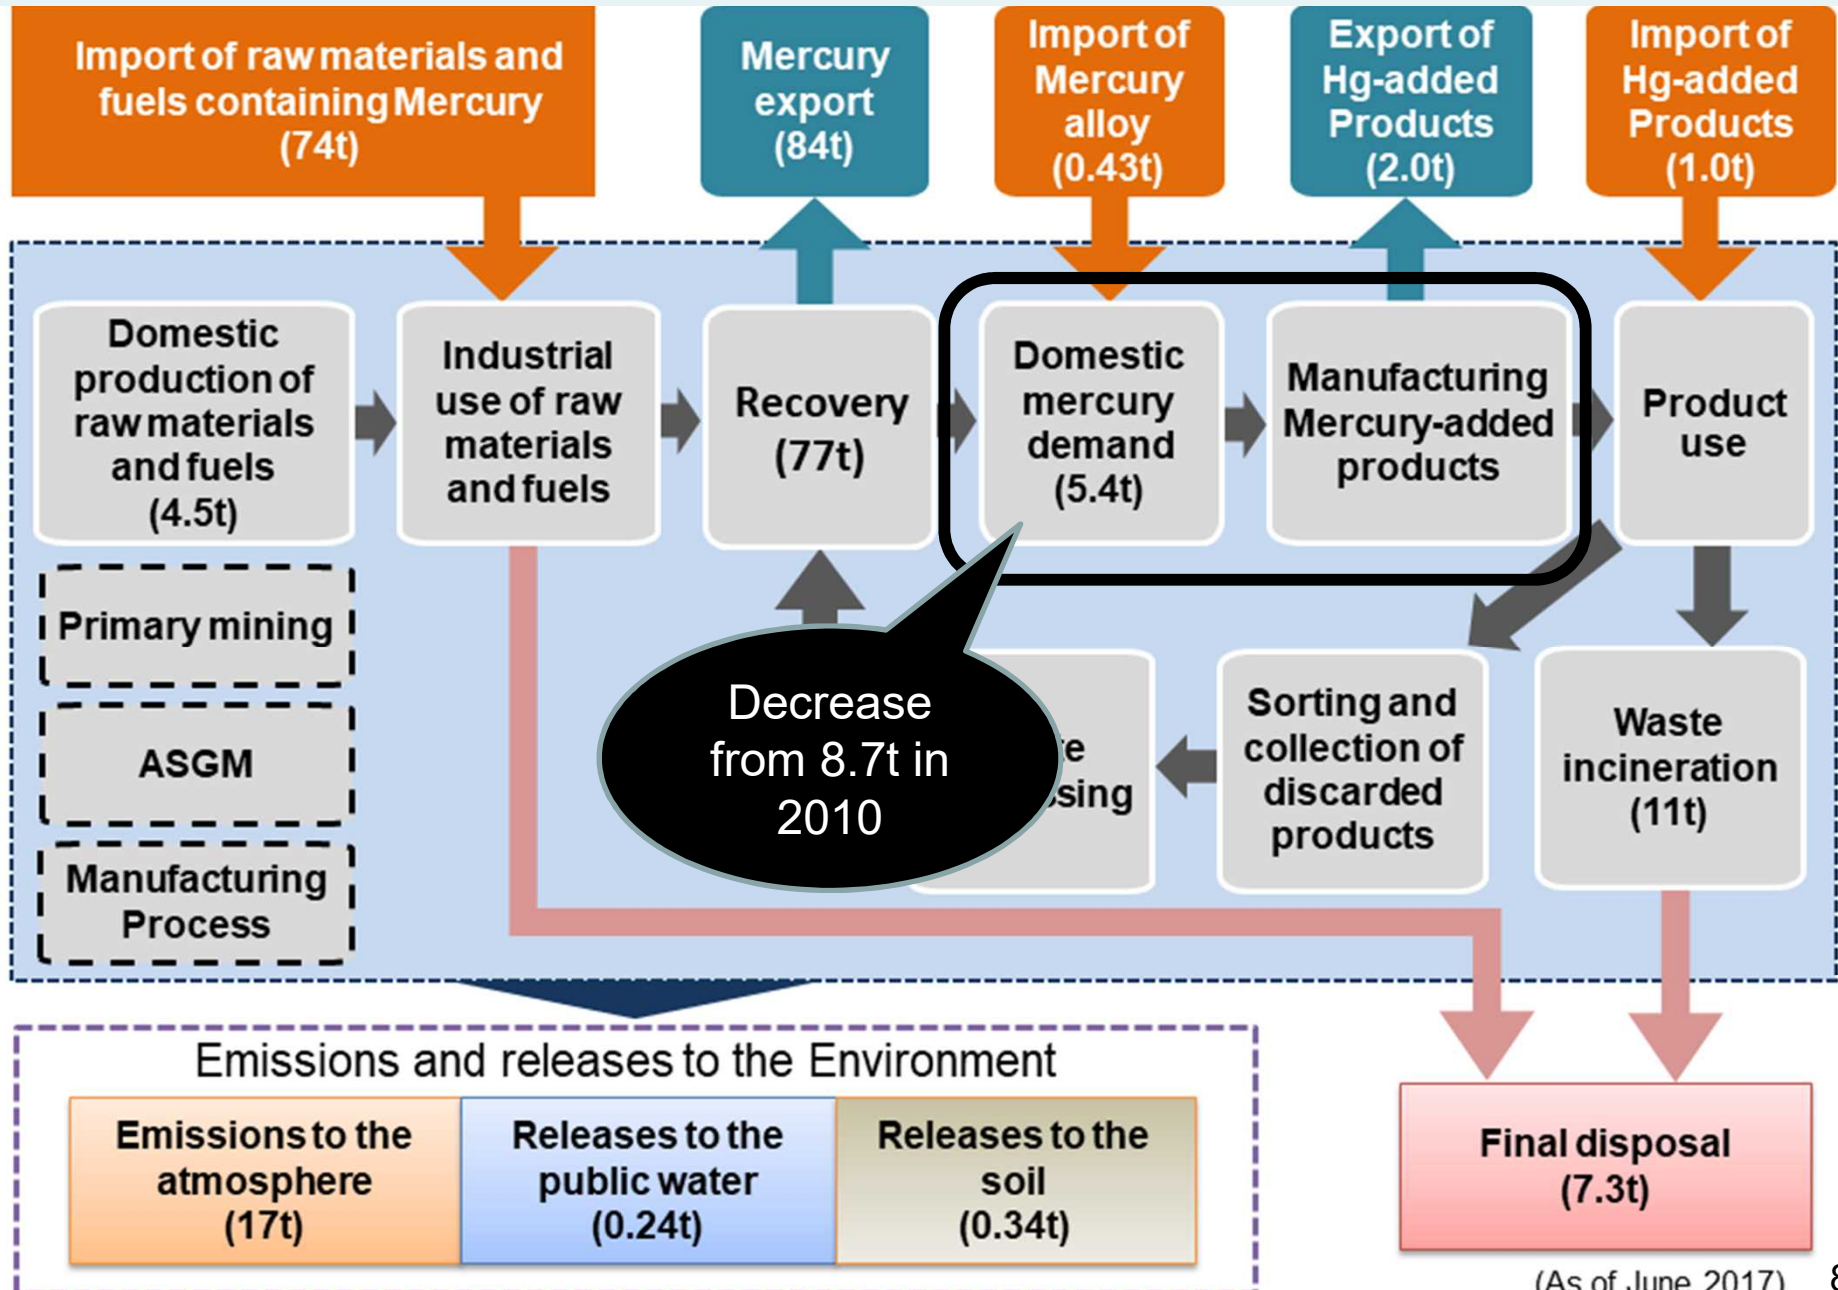 Import of raw materials and
fuels containing Mercury
(74t)
Mercury
export
(84t)
Import of
Mercury
alloy
(0.43t)
Export of
Hg-added
Products
(2.0t)
Import of
Hg-added
Products
(1.0t)
Domestic
production of
raw materials
and fuels
(4.5t)
Industrial
use of raw
materials
and fuels
Recovery
(77t)
Domestic
mercury
demand
(5.4t)
Manufacturing
Mercury-added
products
Product
use
Primary mining
ASGM
Manufacturing
Process
Decrease
from 8.7t in
2010
Sorting and
collection of
discarded
products
Waste
incineration
(11t)
Emissions and releases to the Environment
Emissions to the
atmosphere
(17t)
Releases to the
public water
(0.24t)
Releases to the
soil
(0.34t)
Final disposal
(7.3t)
(As of June 2017)